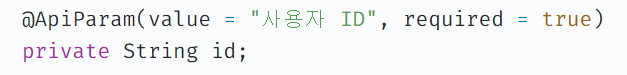 @ApiParam(value = "사용자 ID", required = true)
private String id;